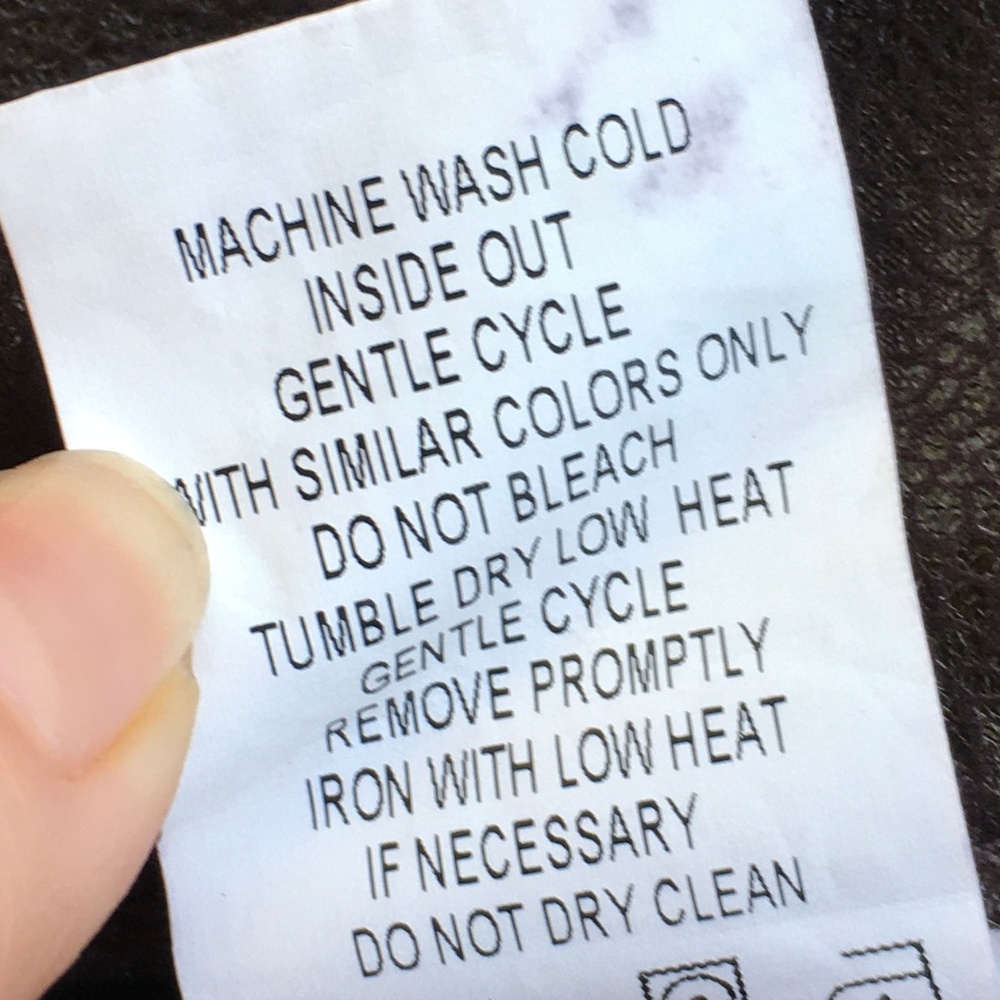 MACHINE WASH COLD
INSIDE OUT
GENTLE CYCLE
WITH SIMILAR COLORS ONLY
DO NOT BLEACH
TUMBLE DRY LOW HEAT
GENTLE CYCLE
REMOVE PROMPTLY
IRON WITH LOW HEAT
IF NECESSARY
DO NOT DRY CLEAN